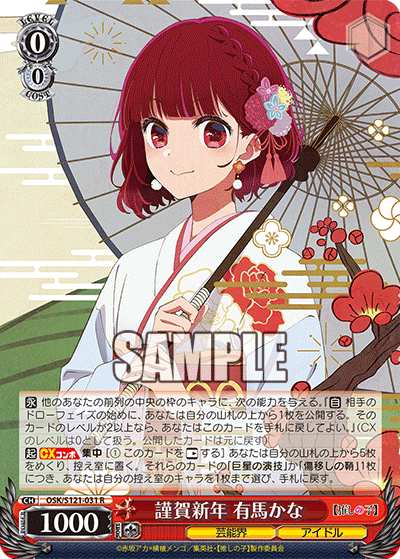 LEVEL
0
0
COST
SAMPLE
永 他のあなたの前列の中央の枠のキャラに、次の能力を与える。『自 相手の
ドローフェイズの始めに、あなたは自分の山札の上から1枚を公開する。その
カードのレベルが2以上なら、あなたはこのカードを手札に戻してよい。』(CX
のレベルは0として扱う。公開したカードは元に戻す)
起 CXコンボ 集中 [① このカードを する] あなたは自分の山札の上から5枚
をめくり、控え室に置く。それらのカードの「巨星の演技」か「傷移しの鞘」1枚に
つき、あなたは自分の控え室のキャラを1枚まで選び、手札に戻す。
CH OSK/S121-031 R
1000
謹賀新年 有馬かな
【推しの子】
芸能界 アイドル
©赤坂アカ×横槍メンゴ/集英社・【推しの子】製作委員会